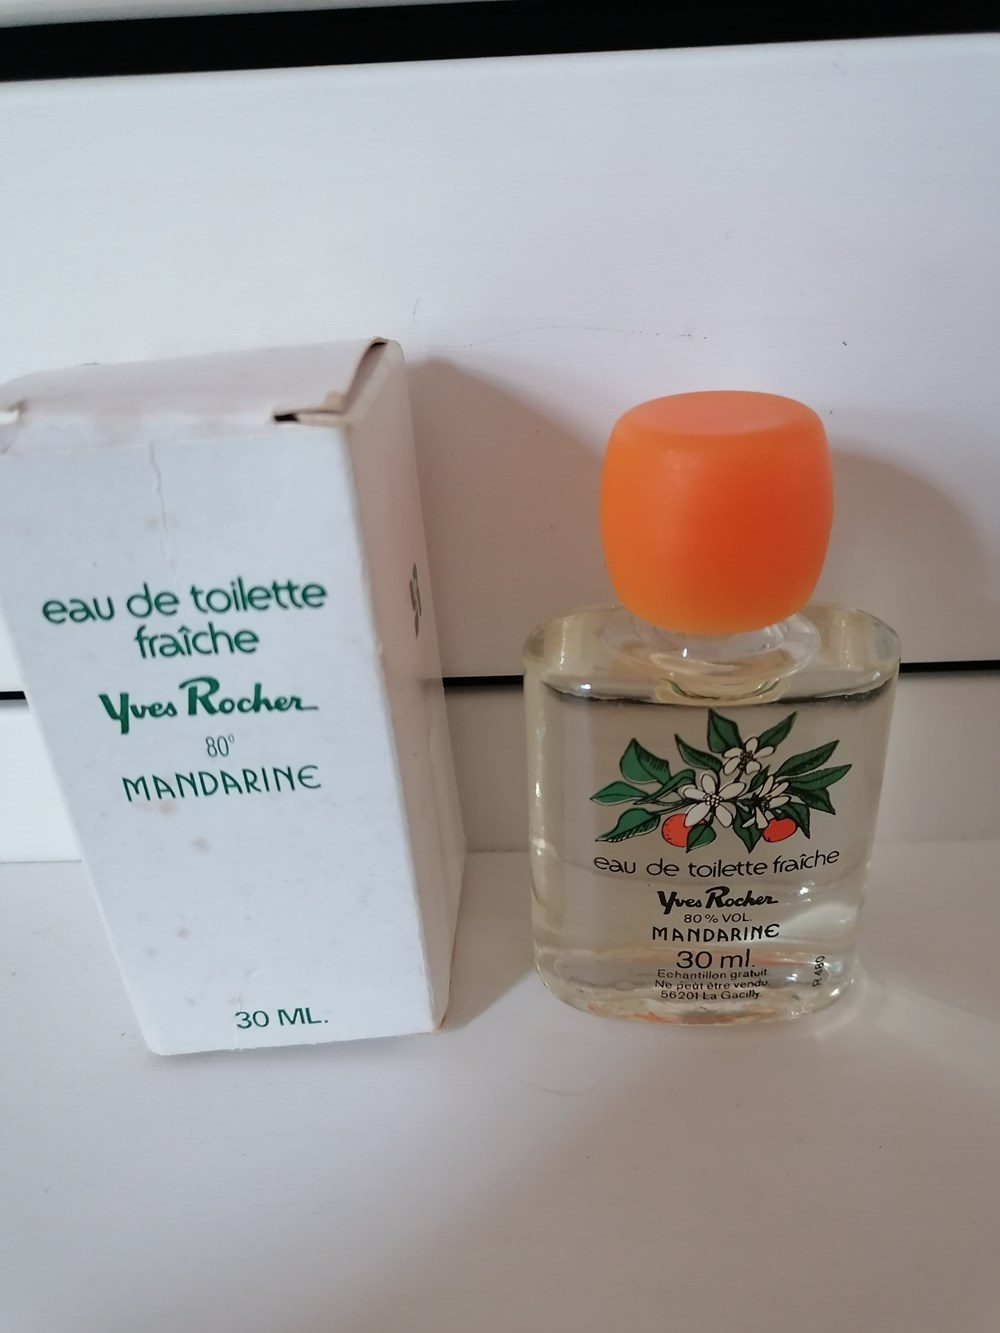 eau de toilette
fraîche
Yves Rocher
80°
MANDARINE
30 ML.
eau de toilette fraîche
Yves Rocher
80% VOL.
MANDARINE
30 ml.
Echantillon gratuit.
Ne peut être vendu.
56201 La Gacilly.
R 480